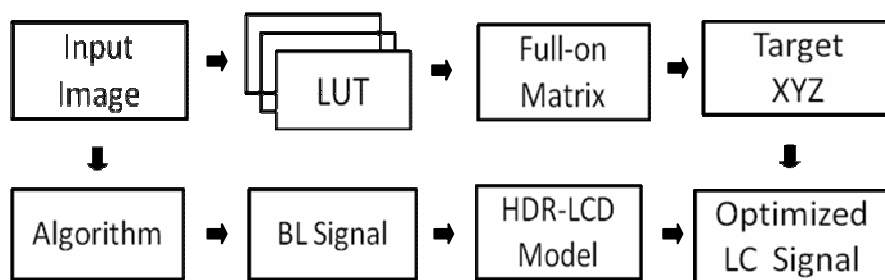 Input
Image
LUT
Full-on
Matrix
Target
XYZ
Algorithm
BL Signal
HDR-LCD
Model
Optimized
LC Signal